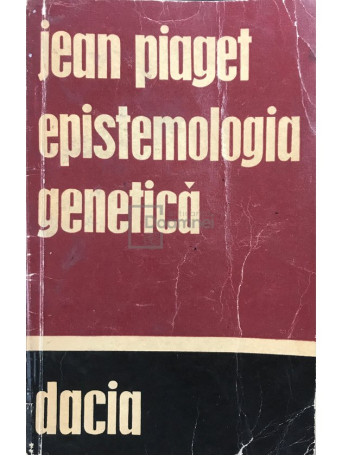 jean piaget
epistemologia
genetică
dacia